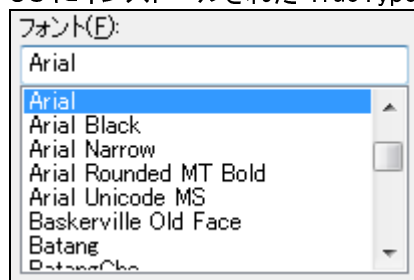 フォント(F):
Arial
Arial
Arial Black
Arial Narrow
Arial Rounded MT Bold
Arial Unicode MS
Baskerville Old Face
Batang
BatangChe